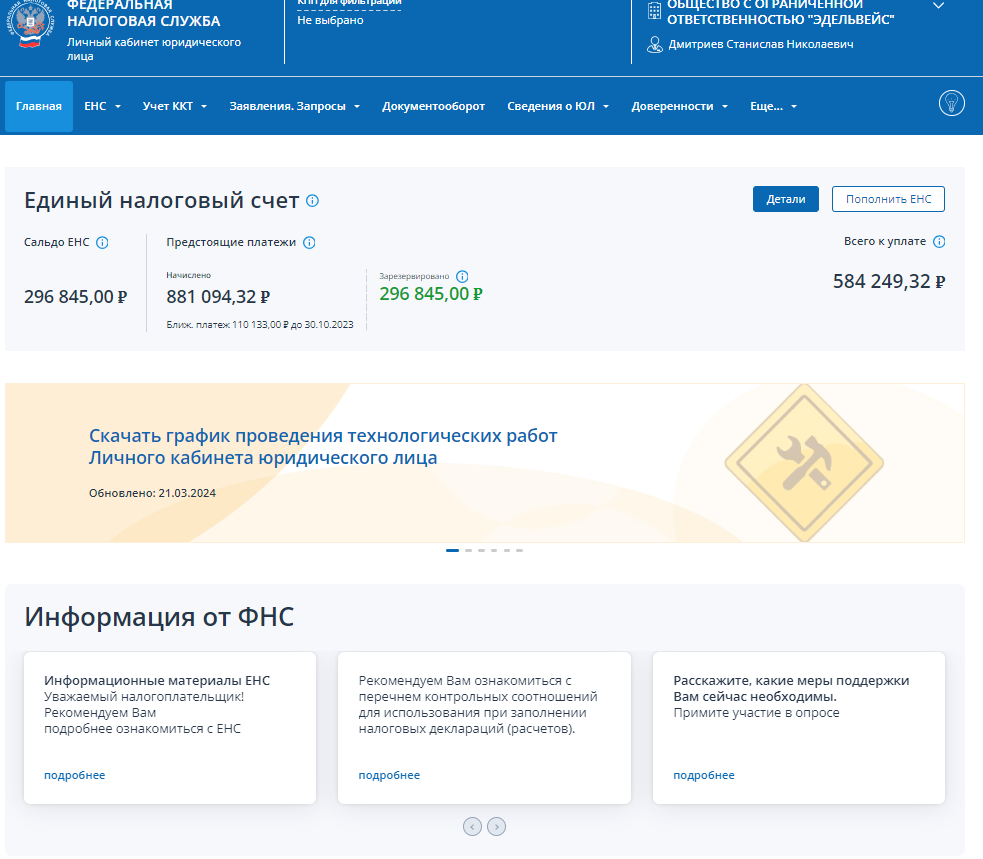 ФЕДЕРАЛЬНАЯ
НАЛОГОВАЯ СЛУЖБА
Личный кабинет юридического
лица
КПП для фильтрации
Не выбрано
ОБЩЕСТВО С ОГРАНИЧЕННОЙ
ОТВЕТСТВЕННОСТЬЮ "ЭДЕЛЬВЕЙС"
Дмитриев Станислав Николаевич
Главная ЕНС Учет ККТ Заявления. Запросы Документооборот Сведения о ЮЛ Доверенности Еще...
Единый налоговый счет
Детали Пополнить ЕНС
Сальдо ЕНС Предстоящие платежи Всего к уплате
Начислено Зарезервировано
296 845,00 ₽ 881 094,32 ₽ 296 845,00 ₽ 584 249,32 ₽
Ближ. платеж 110 133,00 ₽ до 30.10.2023
Скачать график проведения технологических работ
Личного кабинета юридического лица
Обновлено: 21.03.2024
Информация от ФНС
Информационные материалы ЕНС
Уважаемый налогоплательщик!
Рекомендуем Вам
подробнее ознакомиться с ЕНС
подробнее
Рекомендуем Вам ознакомиться с
перечнем контрольных соотношений
для использования при заполнении
налоговых деклараций (расчетов).
подробнее
Расскажите, какие меры поддержки
Вам сейчас необходимы.
Примите участие в опросе
подробнее